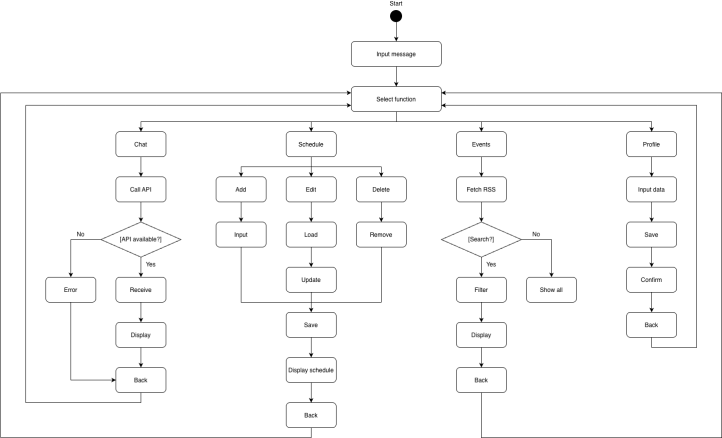 Start
Input message
Select function
Chat
Schedule
Events
Profile
Call API
Add
Edit
Delete
Fetch RSS
Input data
[API available?]
No
Yes
Input
Load
Remove
[Search?]
No
Yes
Save
Error
Receive
Update
Filter
Show all
Confirm
Display
Save
Display
Back
Back
Display schedule
Back
Back